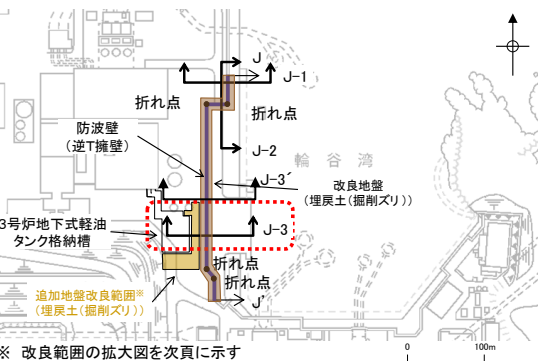 J
J-1
折れ点
折れ点
防波壁
(逆T擁壁)
J-2
輪谷湾
J-3´
改良地盤
(埋戻土(掘削ズリ))
3号炉地下式軽油
タンク格納槽
J-3
折れ点
折れ点
追加地盤改良範囲※
(埋戻土(掘削ズリ))
J'
※ 改良範囲の拡大図を次頁に示す
0 100m